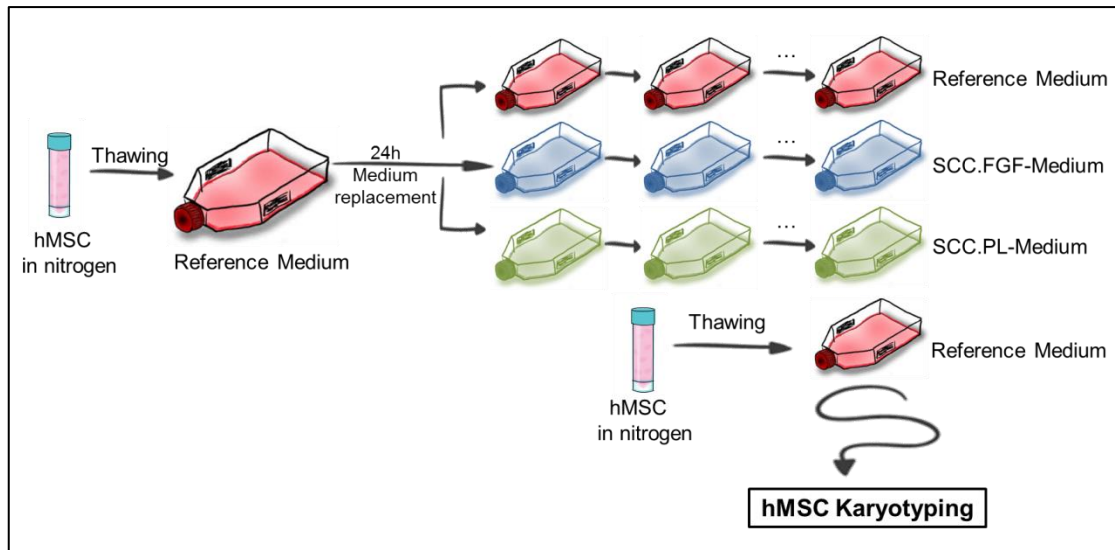 ...
...
...
Reference Medium
Thawing
24h
Medium
replacement
SCC.FGF-Medium
hMSC
in nitrogen
Reference Medium
SCC.PL-Medium
Thawing
Reference Medium
hMSC
in nitrogen
hMSC Karyotyping